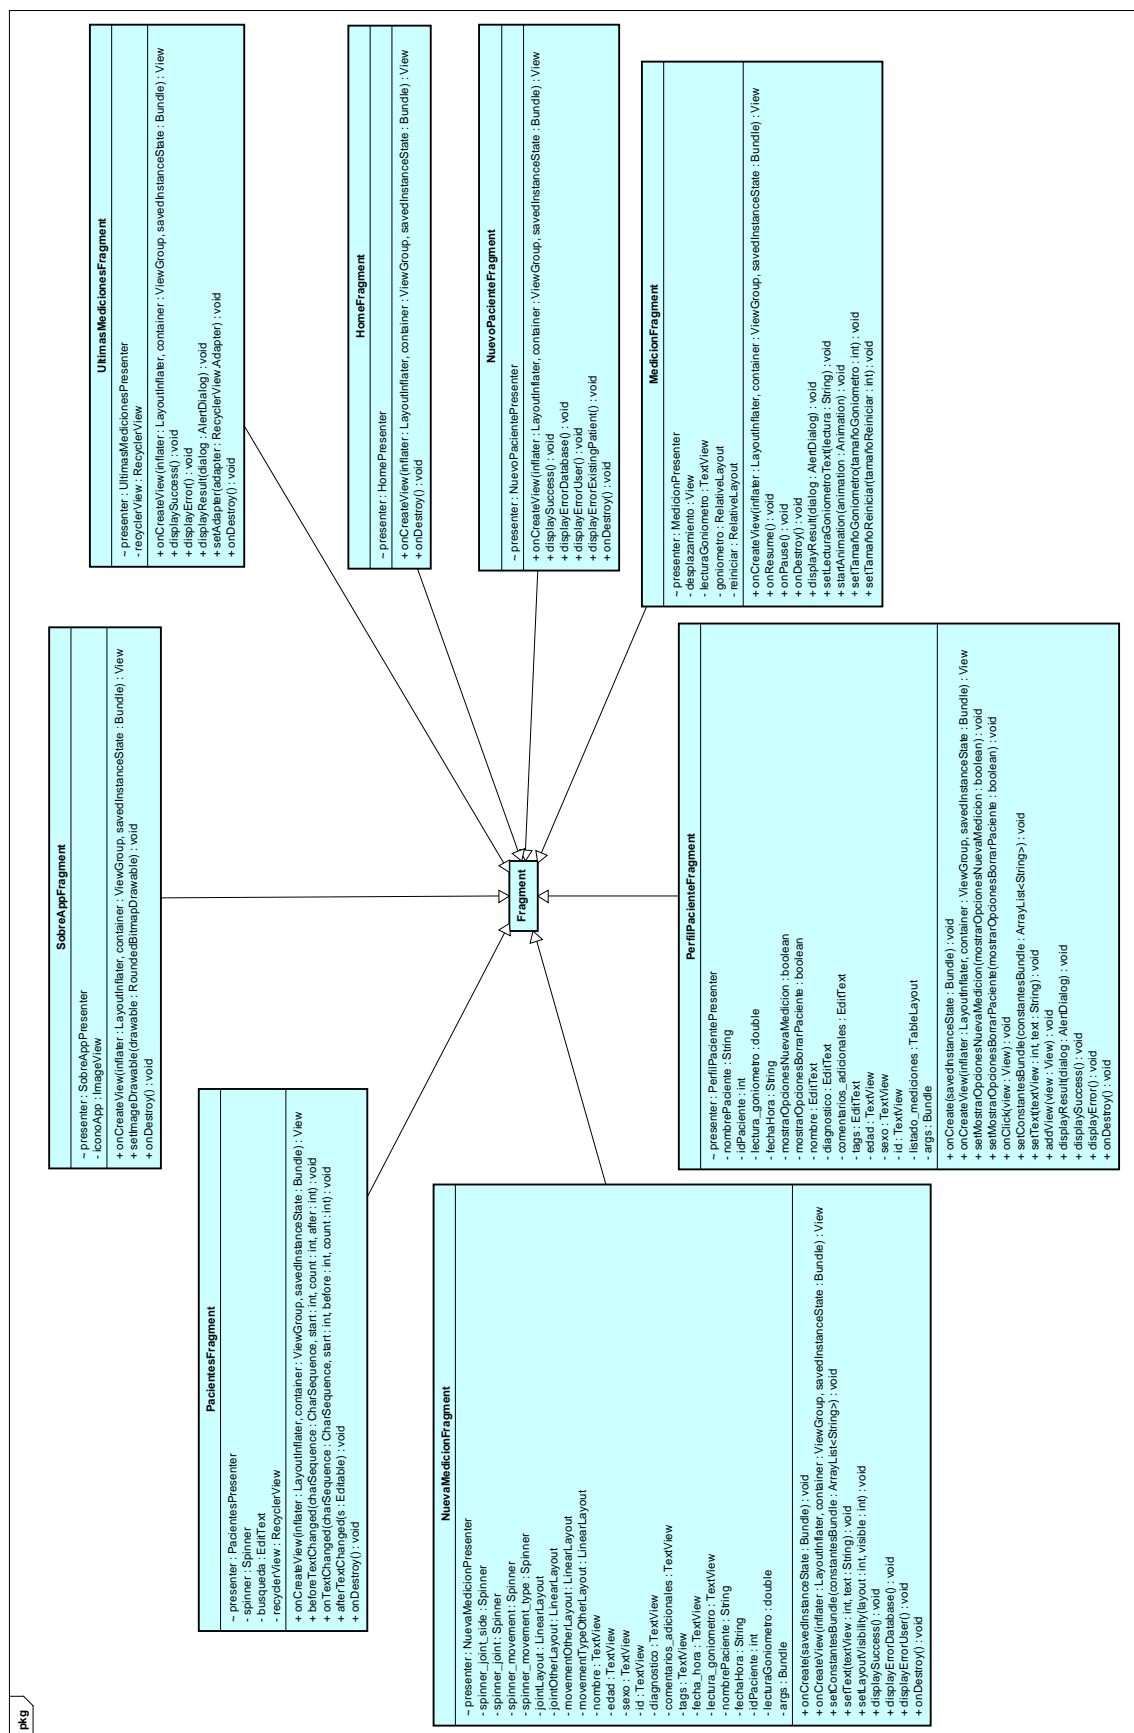 pkg
PacientesFragment
~ presenter : PacientesPresenter
- spinner : Spinner
- busqueda : EditText
- recyclerView : RecyclerView
+ onCreateView(inflater : LayoutInflater, container : ViewGroup, savedInstanceState : Bundle) : View
+ beforeTextChanged(charSequence : CharSequence, start : int, count : int, after : int) : void
+ onTextChanged(charSequence : CharSequence, start : int, before : int, count : int) : void
+ afterTextChanged(s : Editable) : void
+ onDestroy() : void
SobreAppFragment
~ presenter : SobreAppPresenter
- iconoApp : ImageView
+ onCreateView(inflater : LayoutInflater, container : ViewGroup, savedInstanceState : Bundle) : View
+ setImageDrawable(drawable : RoundedBitmapDrawable) : void
+ onDestroy() : void
UltimasMedicionesFragment
~ presenter : UltimasMedicionesPresenter
- recyclerView : RecyclerView
+ onCreateView(inflater : LayoutInflater, container : ViewGroup, savedInstanceState : Bundle) : View
+ displaySuccess() : void
+ displayError() : void
+ displayResult(dialog : AlertDialog) : void
+ setAdapter(adapter : RecyclerView.Adapter) : void
+ onDestroy() : void
HomeFragment
~ presenter : HomePresenter
+ onCreateView(inflater : LayoutInflater, container : ViewGroup, savedInstanceState : Bundle) : View
+ onDestroy() : void
NuevoPacienteFragment
~ presenter : NuevoPacientePresenter
+ onCreateView(inflater : LayoutInflater, container : ViewGroup, savedInstanceState : Bundle) : View
+ displaySuccess() : void
+ displayErrorDatabase() : void
+ displayErrorUser() : void
+ displayErrorExistingPatient() : void
+ onDestroy() : void
Fragment
MedicionFragment
~ presenter : MedicionPresenter
- desplazamiento : View
- lecturaGoniometro : TextView
- goniometro : RelativeLayout
- reiniciar : RelativeLayout
+ onCreateView(inflater : LayoutInflater, container : ViewGroup, savedInstanceState : Bundle) : View
+ onResume() : void
+ onPause() : void
+ onDestroy() : void
+ displayResult(dialog : AlertDialog) : void
+ setLecturaGoniometroText(lectura : String) : void
+ startAnimation(animation : Animation) : void
+ setTamañoGoniometro(tamañoGoniometro : int) : void
+ setTamañoReiniciar(tamañoReiniciar : int) : void
NuevaMedicionFragment
~ presenter : NuevaMedicionPresenter
- spinner_joint_side : Spinner
- spinner_joint : Spinner
- spinner_movement : Spinner
- spinner_movement_type : Spinner
- jointLayout : LinearLayout
- jointOtherLayout : LinearLayout
- movementOtherLayout : LinearLayout
- movementTypeOtherLayout : LinearLayout
- nombre : TextView
- edad : TextView
- sexo : TextView
- id : TextView
- diagnostico : TextView
- comentarios_adicionales : TextView
- tags : TextView
- fecha_hora : TextView
- lectura_goniometro : TextView
- nombrePaciente : String
- fechaHora : String
- idPaciente : int
- lecturaGoniometro : double
- args : Bundle
+ onCreate(savedInstanceState : Bundle) : void
+ onCreateView(inflater : LayoutInflater, container : ViewGroup, savedInstanceState : Bundle) : View
+ setConstantesBundle(constantesBundle : ArrayList<String>) : void
+ setText(textView : int, text : String) : void
+ setLayoutVisibility(layout : int, visible : int) : void
+ displaySuccess() : void
+ displayErrorDatabase() : void
+ displayErrorUser() : void
+ onDestroy() : void
PerfilPacienteFragment
~ presenter : PerfilPacientePresenter
- nombrePaciente : String
- idPaciente : int
- lectura_goniometro : double
- fechaHora : String
- mostrarOpcionesNuevaMedicion : boolean
- mostrarOpcionesBorrarPaciente : boolean
- nombre : EditText
- diagnostico : EditText
- comentarios_adicionales : EditText
- tags : EditText
- edad : TextView
- sexo : TextView
- id : TextView
- listado_mediciones : TableLayout
- args : Bundle
+ onCreate(savedInstanceState : Bundle) : void
+ onCreateView(inflater : LayoutInflater, container : ViewGroup, savedInstanceState : Bundle) : View
+ setMostrarOpcionesNuevaMedicion(mostrarOpcionesNuevaMedicion : boolean) : void
+ setMostrarOpcionesBorrarPaciente(mostrarOpcionesBorrarPaciente : boolean) : void
+ onClick(view : View) : void
+ setConstantesBundle(constantesBundle : ArrayList<String>) : void
+ setText(textView : int, text : String) : void
+ addView(view : View) : void
+ displayResult(dialog : AlertDialog) : void
+ displaySuccess() : void
+ displayError() : void
+ onDestroy() : void